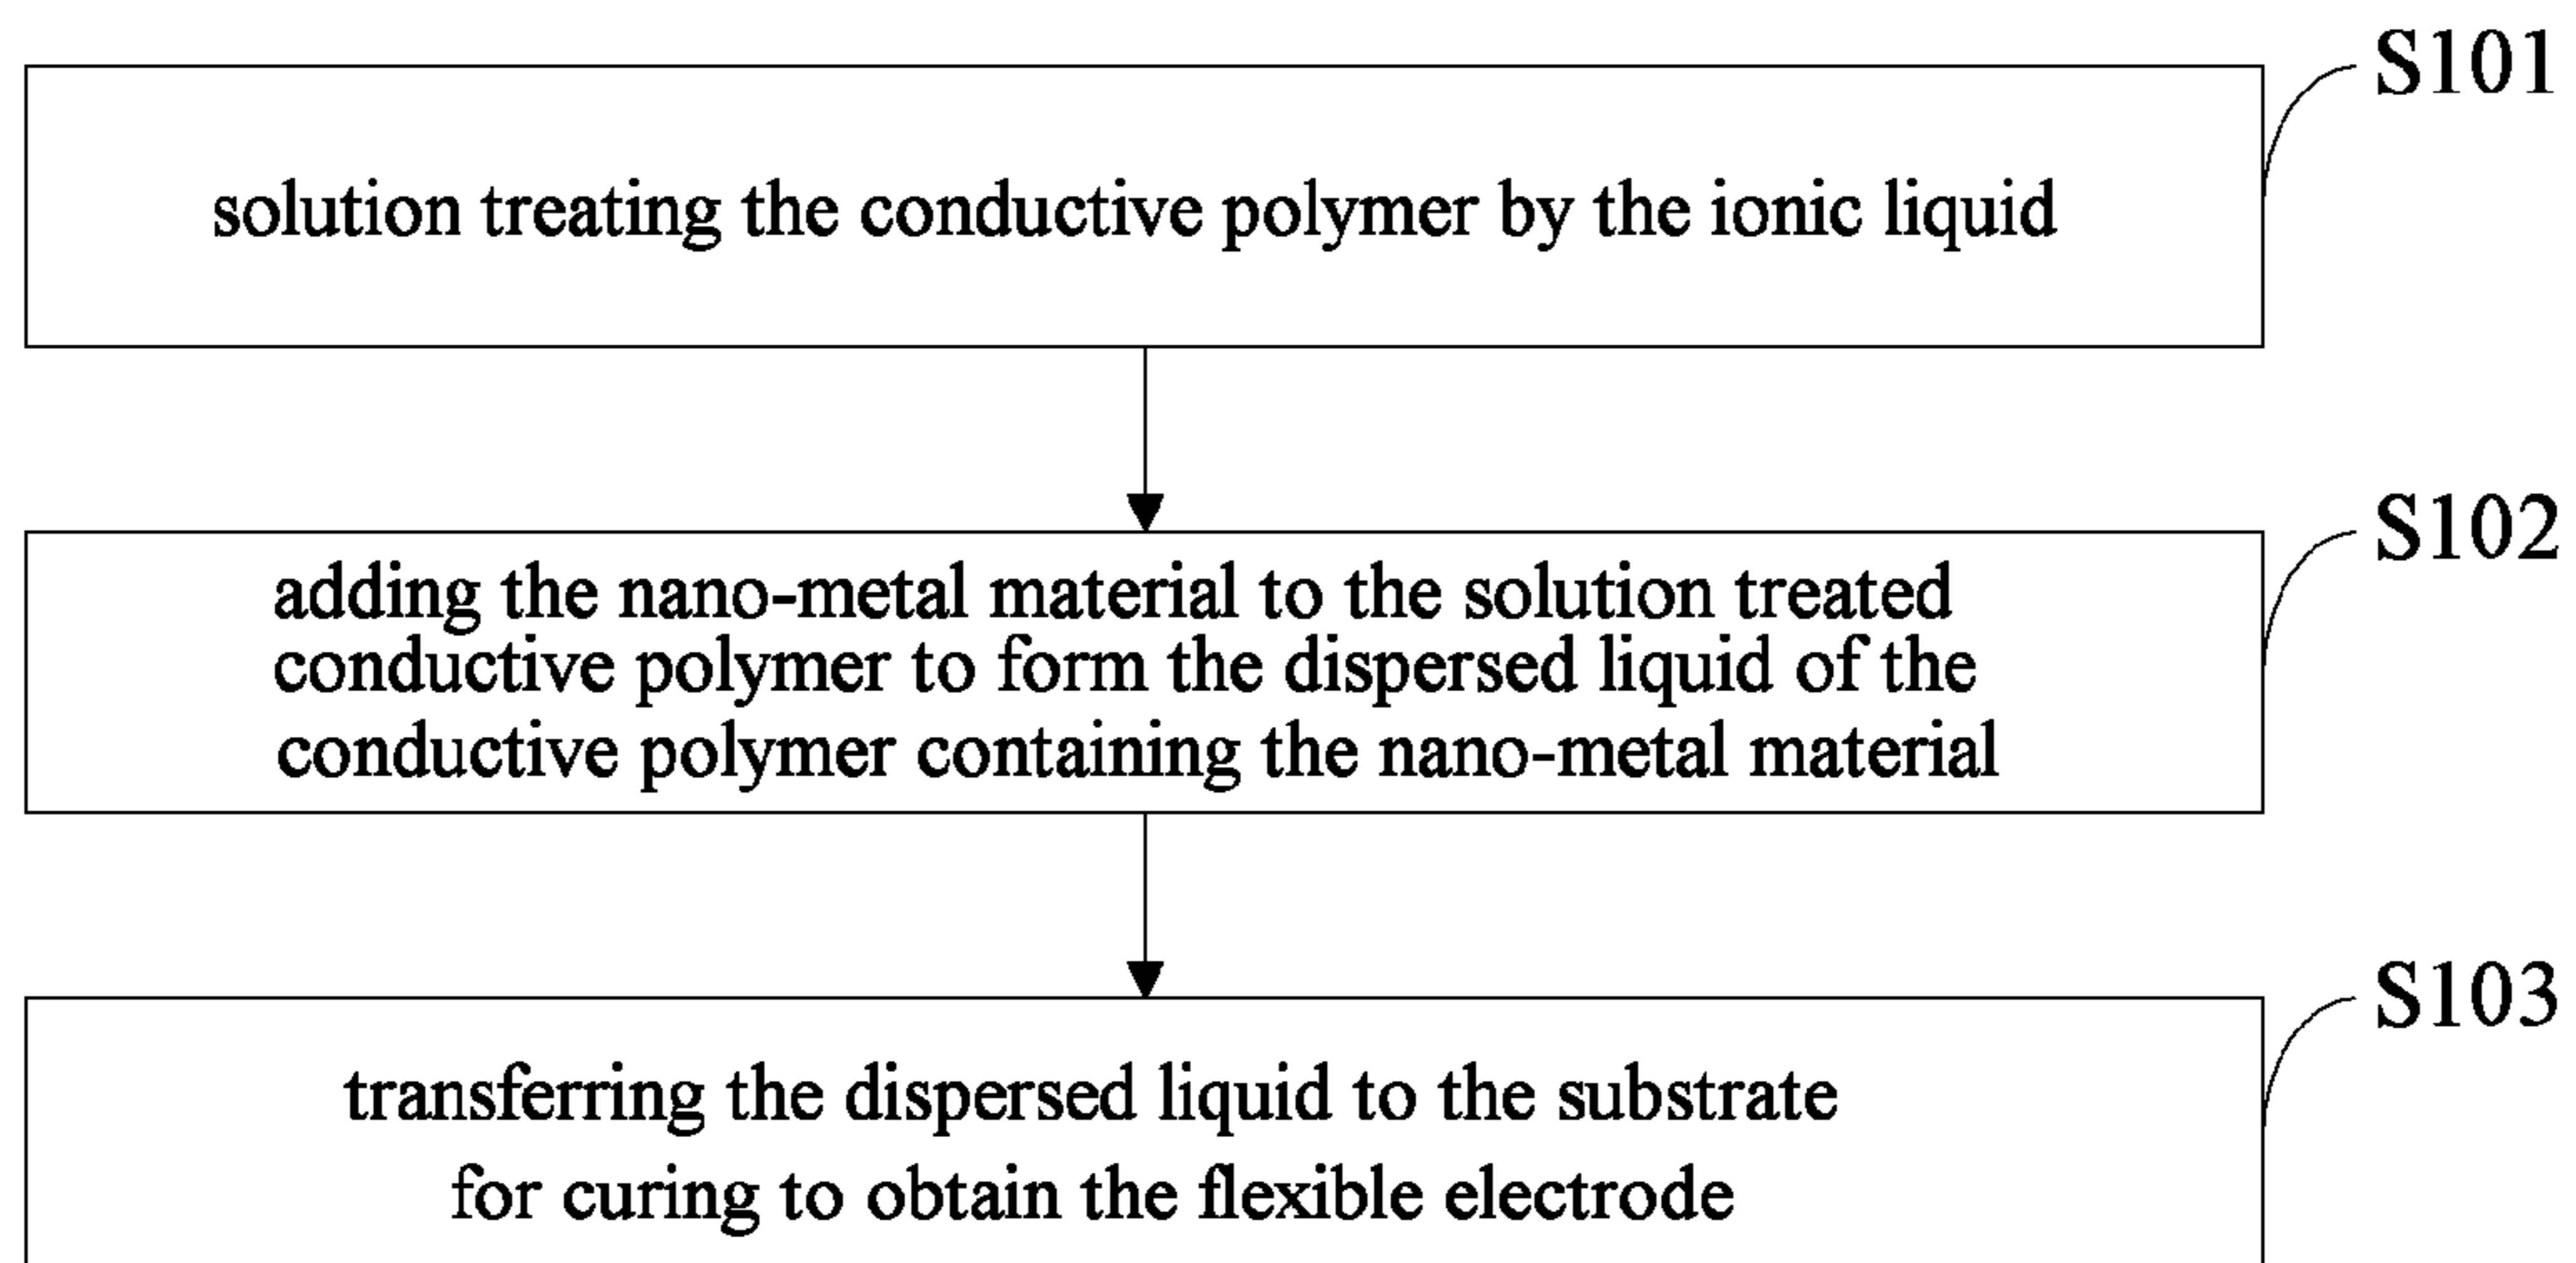 S101
solution treating the conductive polymer by the ionic liquid
S102
adding the nano-metal material to the solution treated
conductive polymer to form the dispersed liquid of the
conductive polymer containing the nano-metal material
S103
transferring the dispersed liquid to the substrate
for curing to obtain the flexible electrode